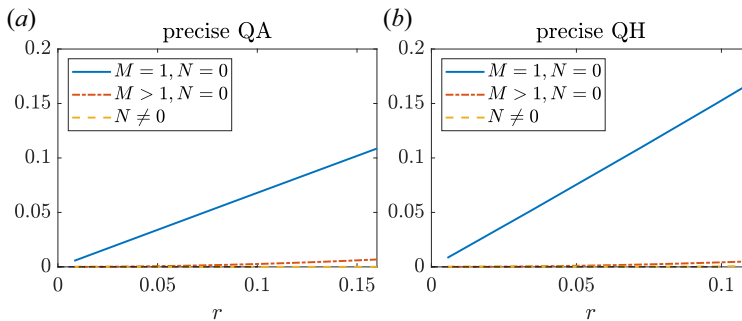 (a)
precise QA
0.2
0.15
0.1
0.05
0
M = 1, N = 0
M > 1, N = 0
N ≠ 0
0
0.05
0.1
0.15
r
(b)
precise QH
0.2
0.15
0.1
0.05
0
M = 1, N = 0
M > 1, N = 0
N ≠ 0
0
0.05
0.1
r